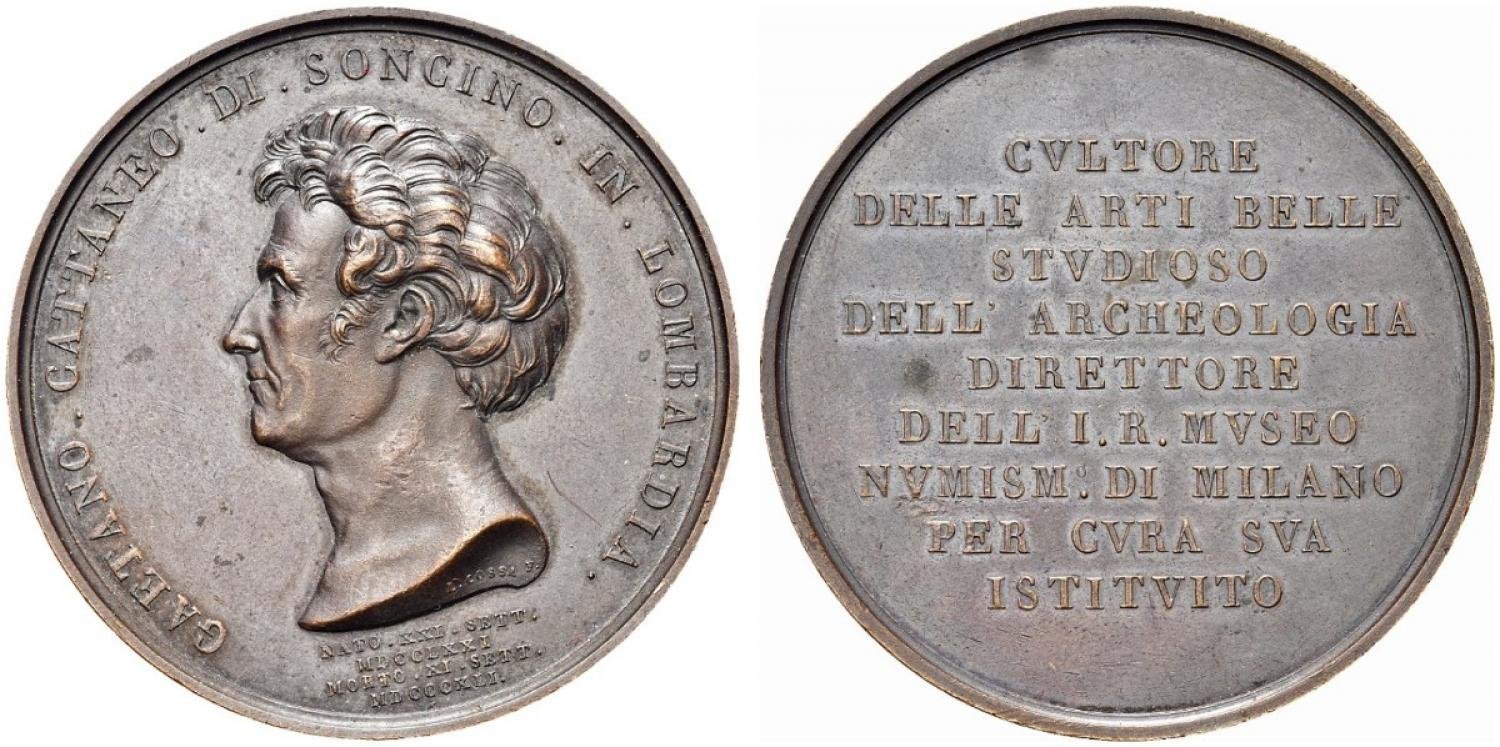 GAETANO . CATTANEO . DI . SONCINO . IN . LOMBARDIA .
L. COSSA F.
NATO . XXI . SETT .
MDCCLXXI
MORTO . XI . SETT .
MDCCCXLI .
CVLTORE
DELLE ARTI BELLE
STVDIOSO
DELL' ARCHEOLOGIA
DIRETTORE
DELL' I. R. MVSEO
NVMISM.º DI MILANO
PER CVRA SVA
ISTITVITO